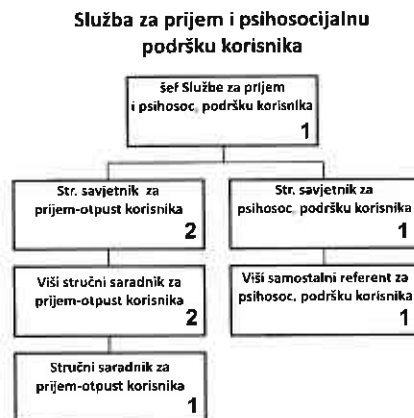 Služba za prijem i psihosocijalnu
podršku korisnika
šef Službe za prijem
i psihosoc, podršku korisnika
1
Str. savjetnik za
prijem-otpust korisnika
2
Str. savjetnik za
psihosoc, podršku korisnika
1
Viši stručni saradnik za
prijem-otpust korisnika
2
Viši samostalni referent za
psihosoc, podršku korisnika
1
Stručni saradnik za
prijem-otpust korisnika
1